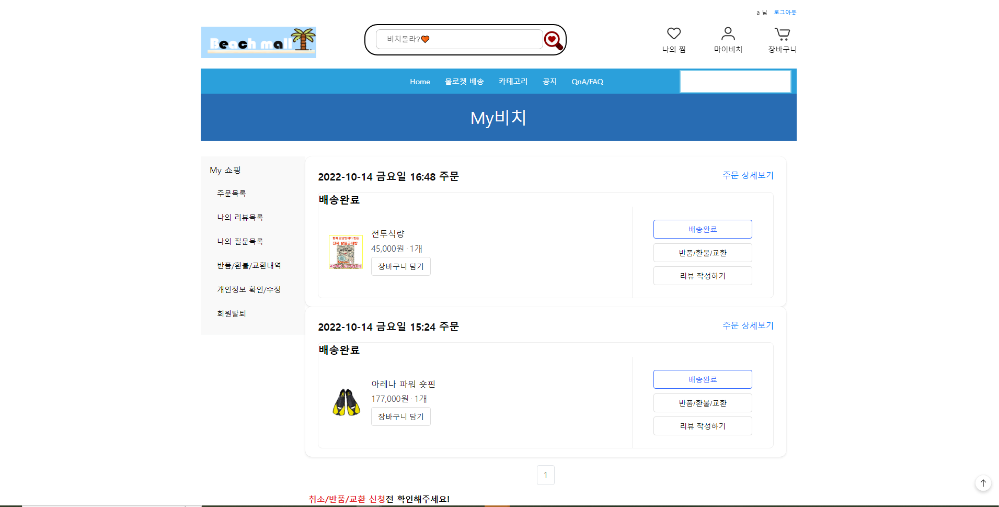 a 님 로그아웃
Beach mall
비치몰라?🧡
나의 찜
마이비치
장바구니
Home 물로켓 배송 카테고리 공지 QnA/FAQ
My비치
My 쇼핑
주문목록
나의 리뷰목록
나의 질문목록
반품/환불/교환내역
개인정보 확인/수정
회원탈퇴
2022-10-14 금요일 16:48 주문
주문 상세보기
배송완료
전투식량
45,000원 · 1개
장바구니 담기
배송완료
반품/환불/교환
리뷰 작성하기
2022-10-14 금요일 15:24 주문
주문 상세보기
배송완료
아레나 파워 숏핀
177,000원 · 1개
장바구니 담기
배송완료
반품/환불/교환
리뷰 작성하기
1
취소/반품/교환 신청전 확인해주세요!